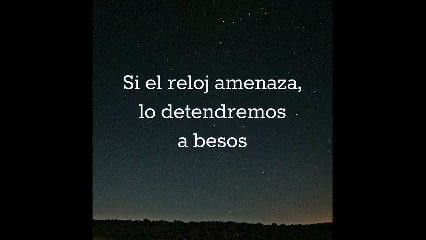 Si el reloj amenaza,
lo detendremos
a besos